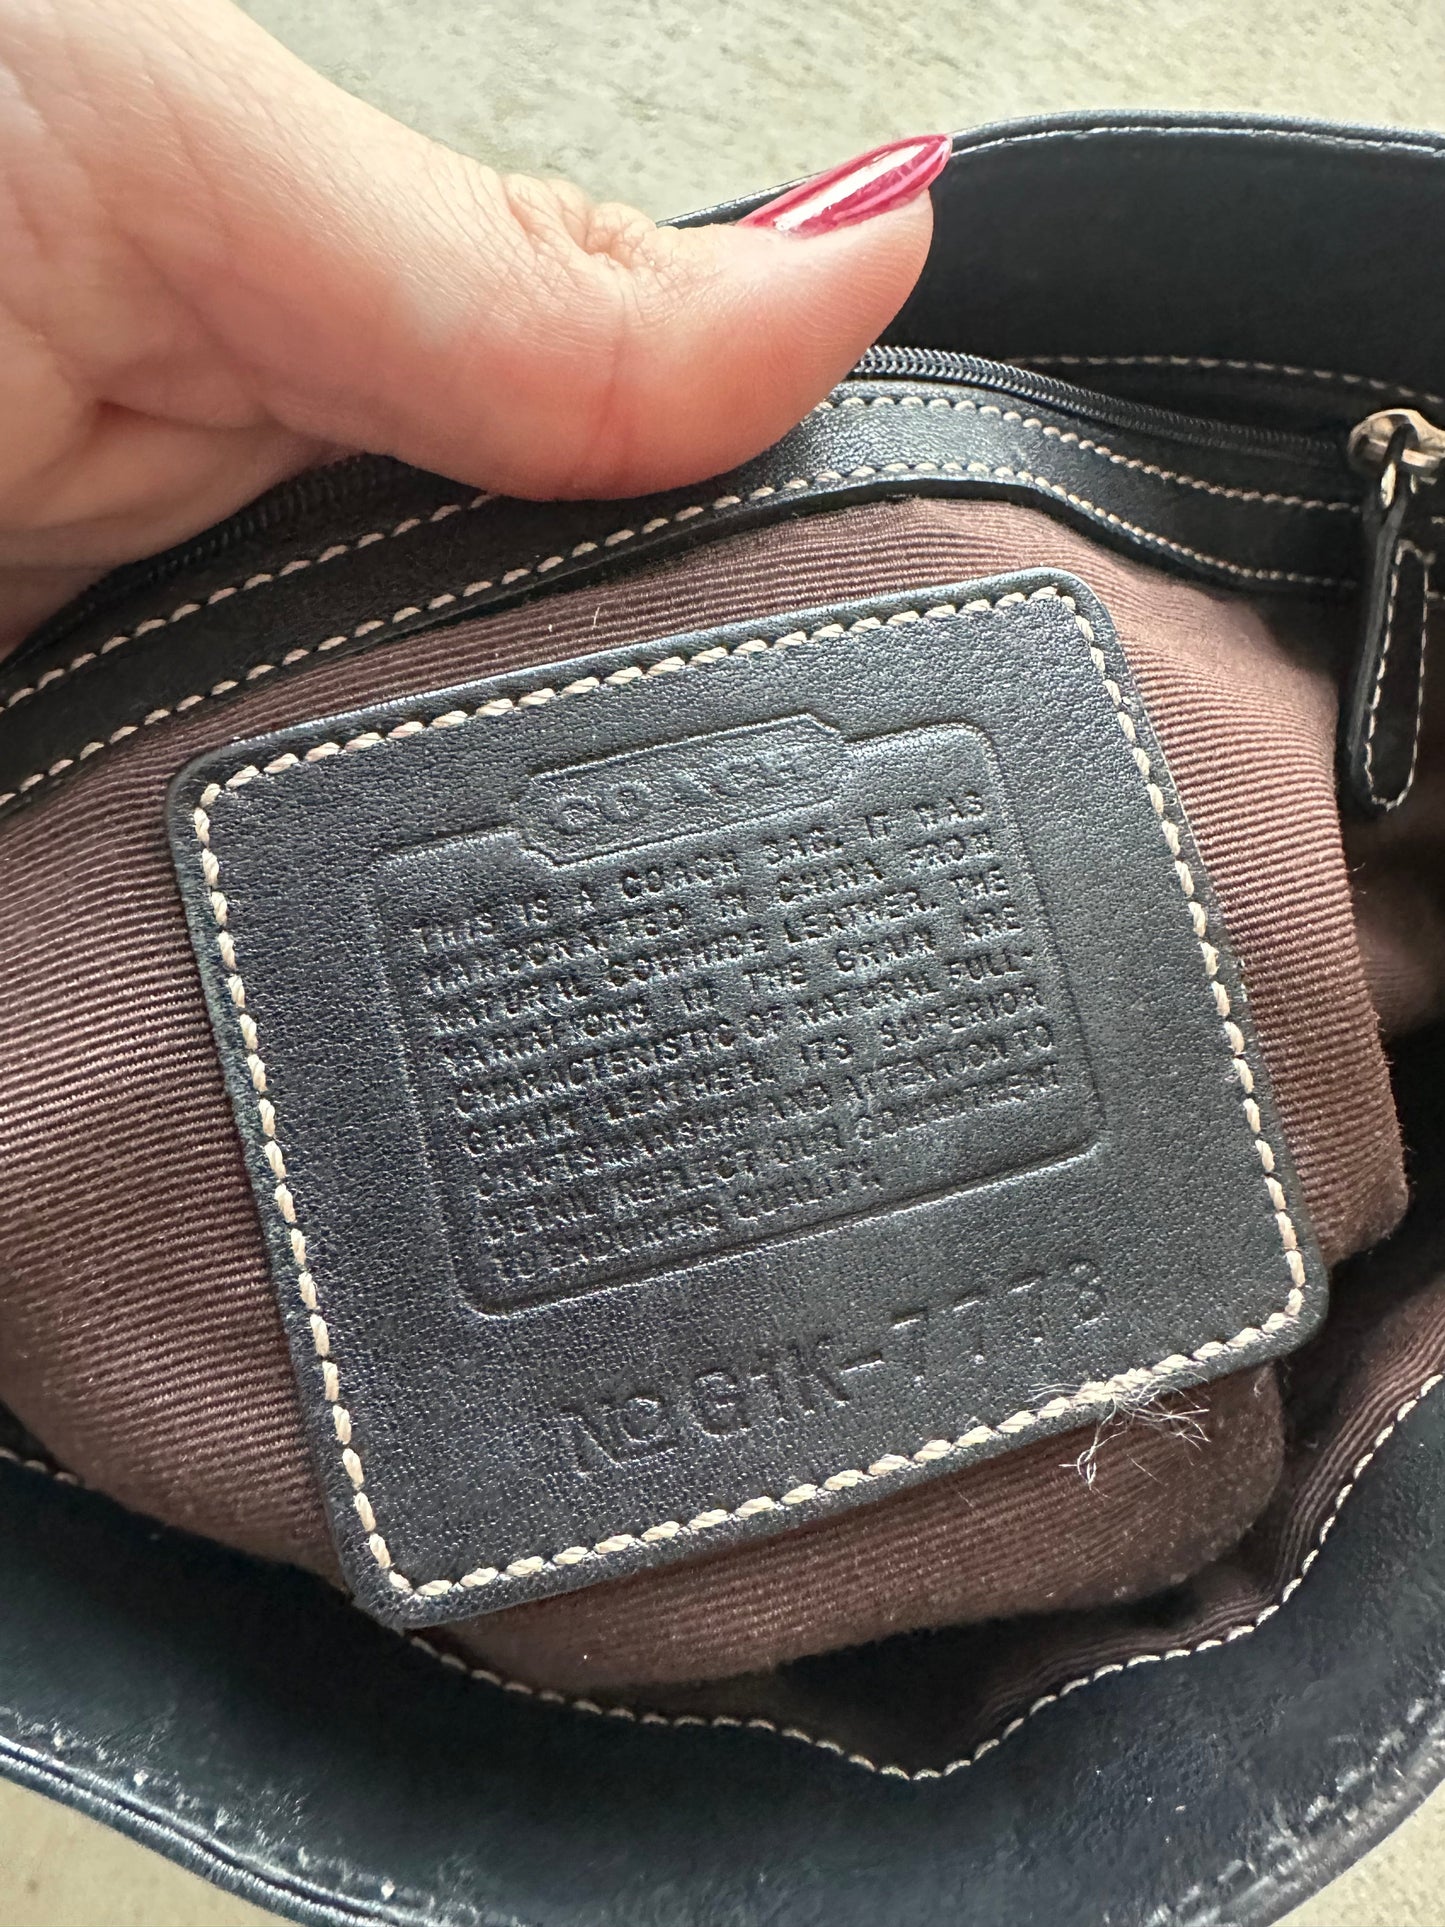 COACH
THIS IS A COACH BAG. IT WAS
HANDCRAFTED IN CHINA FROM
NATURAL COWHIDE LEATHER. THE
VARIATIONS IN THE GRAIN ARE
CHARACTERISTIC OF NATURAL FULL-
GRAIN LEATHER. ITS SUPERIOR
CRAFTSMANSHIP AND ATTENTION TO
DETAIL REFLECT OUR COMMITMENT
TO ENDURING QUALITY.
NO G1K-7773